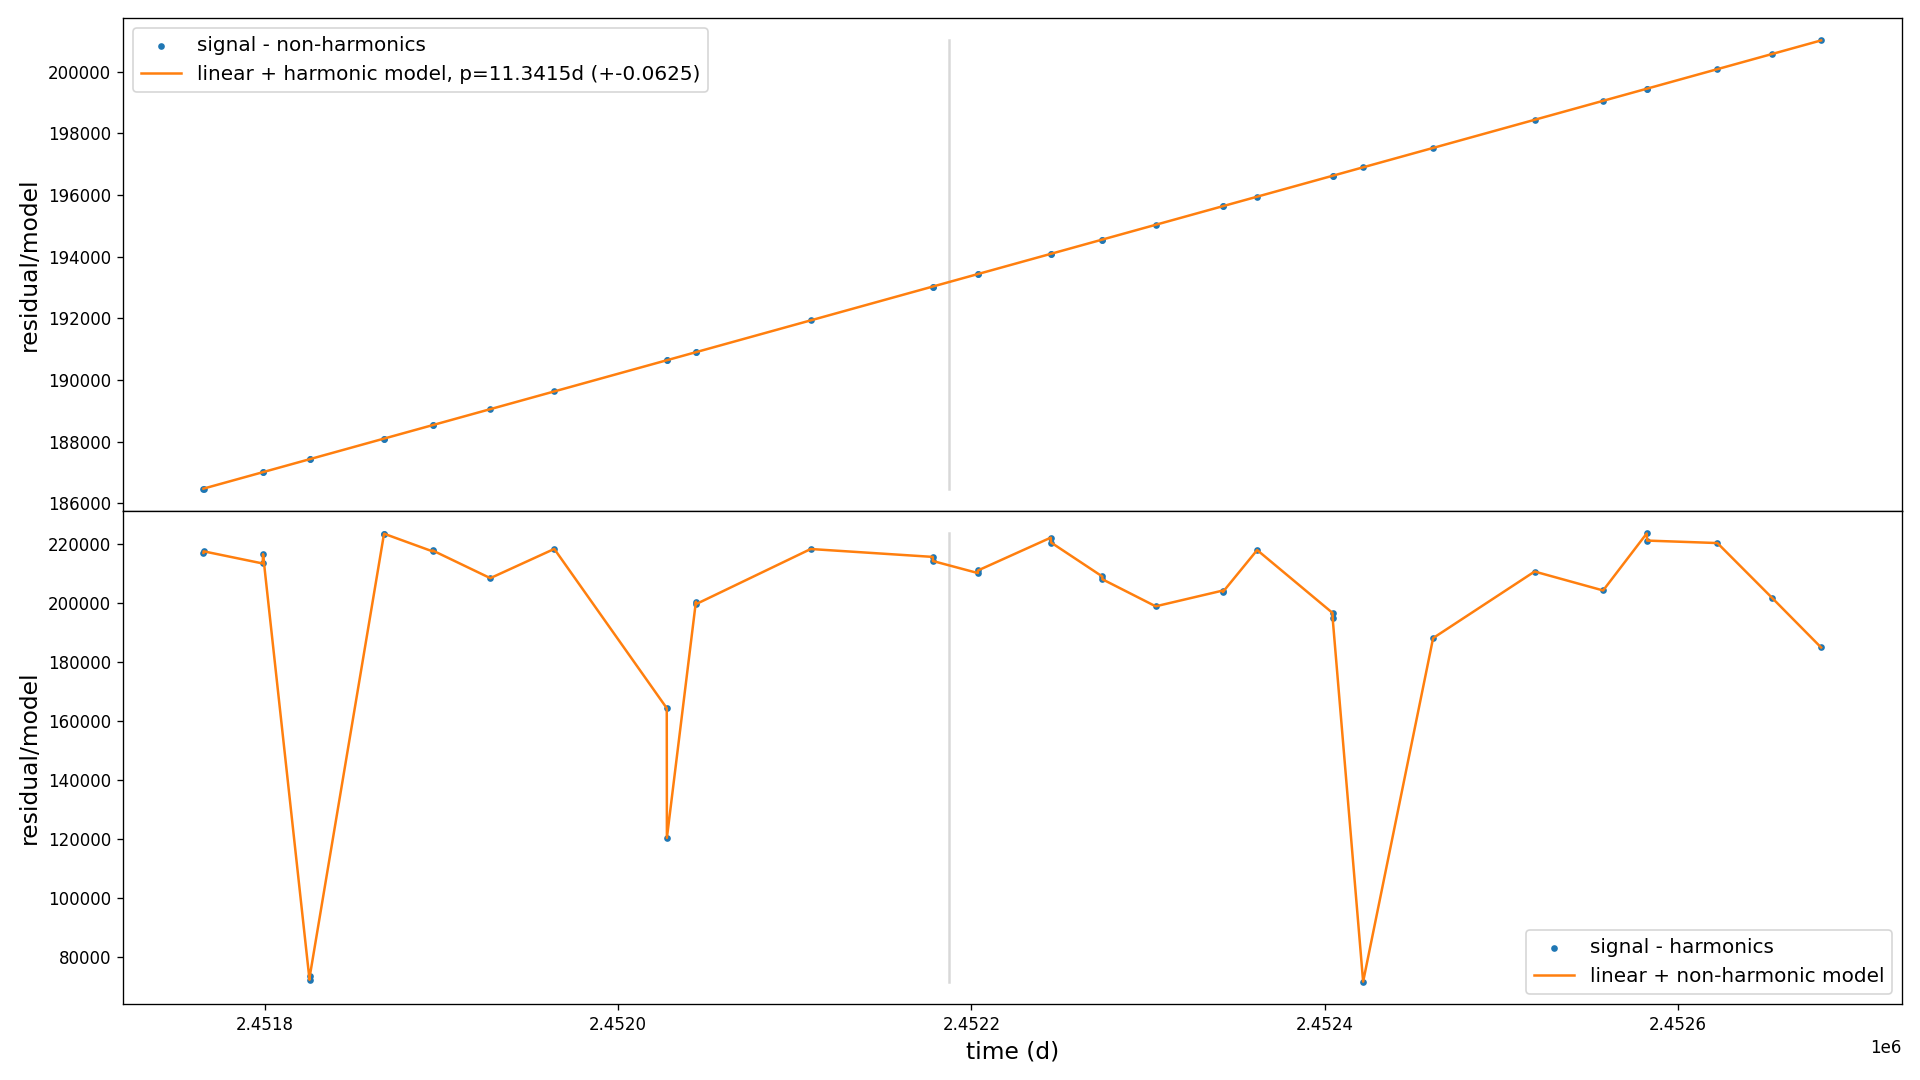 signal - non-harmonics
linear + harmonic model, p=11.3415d (+-0.0625)
residual/model
200000
198000
196000
194000
192000
190000
188000
186000
residual/model
220000
200000
180000
160000
140000
120000
100000
80000
signal - harmonics
linear + non-harmonic model
2.4518
2.4520
2.4522
2.4524
2.4526
1e6
time (d)